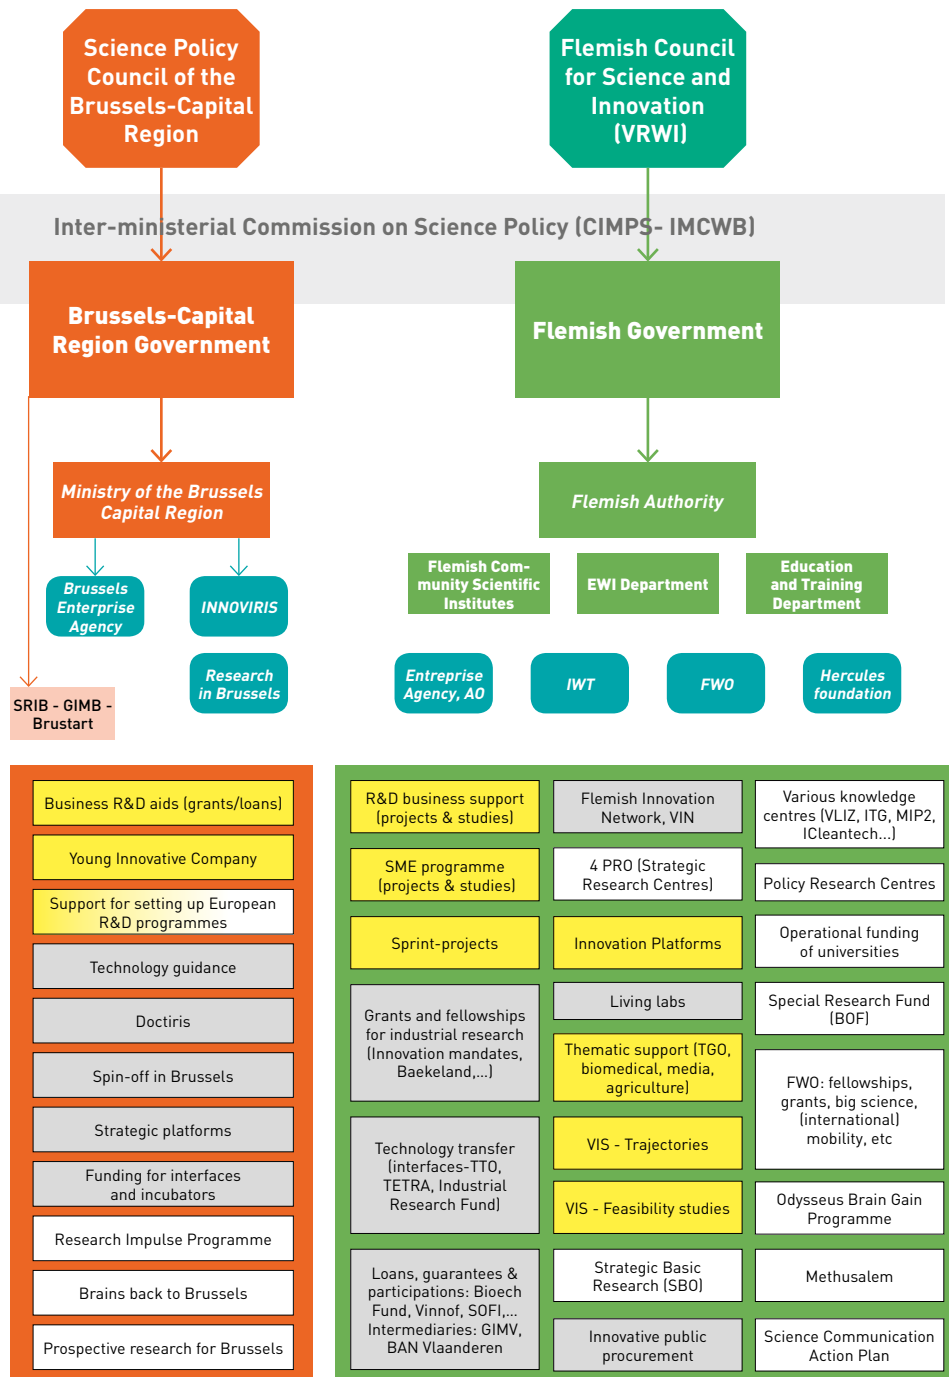 Science Policy
Council of the
Brussels-Capital
Region
Flemish Council
for Science and
Innovation
(VRWI)
Inter-ministerial Commission on Science Policy (CIMPS- IMCWB)
Brussels-Capital
Region Government
Flemish Government
Ministry of the Brussels
Capital Region
Flemish Authority
Brussels
Enterprise
Agency
INNOVIRIS
Research
in Brussels
SRIB - GIMB -
Brustart
Flemish Com-
munity Scientific
Institutes
EWI Department
Education
and Training
Department
Entreprise
Agency, AO
IWT
FWO
Hercules
foundation
Business R&D aids (grants/loans)
Young Innovative Company
Support for setting up European
R&D programmes
Technology guidance
Doctiris
Spin-off in Brussels
Strategic platforms
Funding for interfaces
and incubators
Research Impulse Programme
Brains back to Brussels
Prospective research for Brussels
R&D business support
(projects & studies)
SME programme
(projects & studies)
Sprint-projects
Grants and fellowships
for industrial research
(Innovation mandates,
Baekeland,...)
Technology transfer
(interfaces-TTO,
TETRA, Industrial
Research Fund)
Loans, guarantees &
participations: Bioech
Fund, Vinnof, SOFI,...
Intermediaries: GIMV,
BAN Vlaanderen
Flemish Innovation
Network, VIN
4 PRO (Strategic
Research Centres)
Innovation Platforms
Living labs
Thematic support (TGO,
biomedical, media,
agriculture)
VIS - Trajectories
VIS - Feasibility studies
Strategic Basic
Research (SBO)
Innovative public
procurement
Various knowledge
centres (VLIZ, ITG, MIP2,
ICleantech...)
Policy Research Centres
Operational funding
of universities
Special Research Fund
(BOF)
FWO: fellowships,
grants, big science,
(international)
mobility, etc
Odysseus Brain Gain
Programme
Methusalem
Science Communication
Action Plan